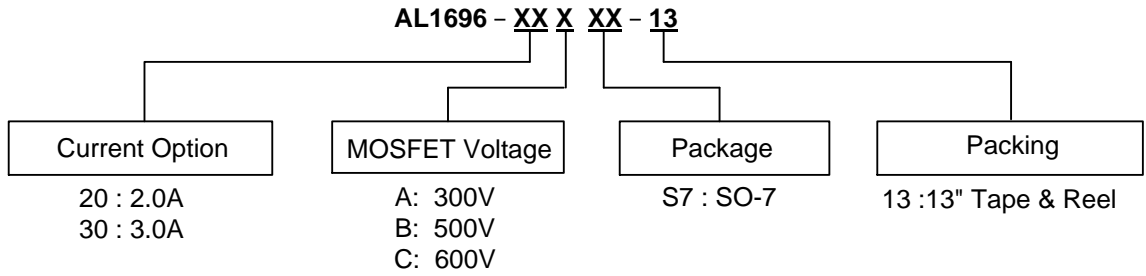 AL1696 – XX X XX – 13
Current Option
MOSFET Voltage
Package
Packing
20 : 2.0A
30 : 3.0A
A: 300V
B: 500V
C: 600V
S7 : SO-7
13 :13" Tape & Reel